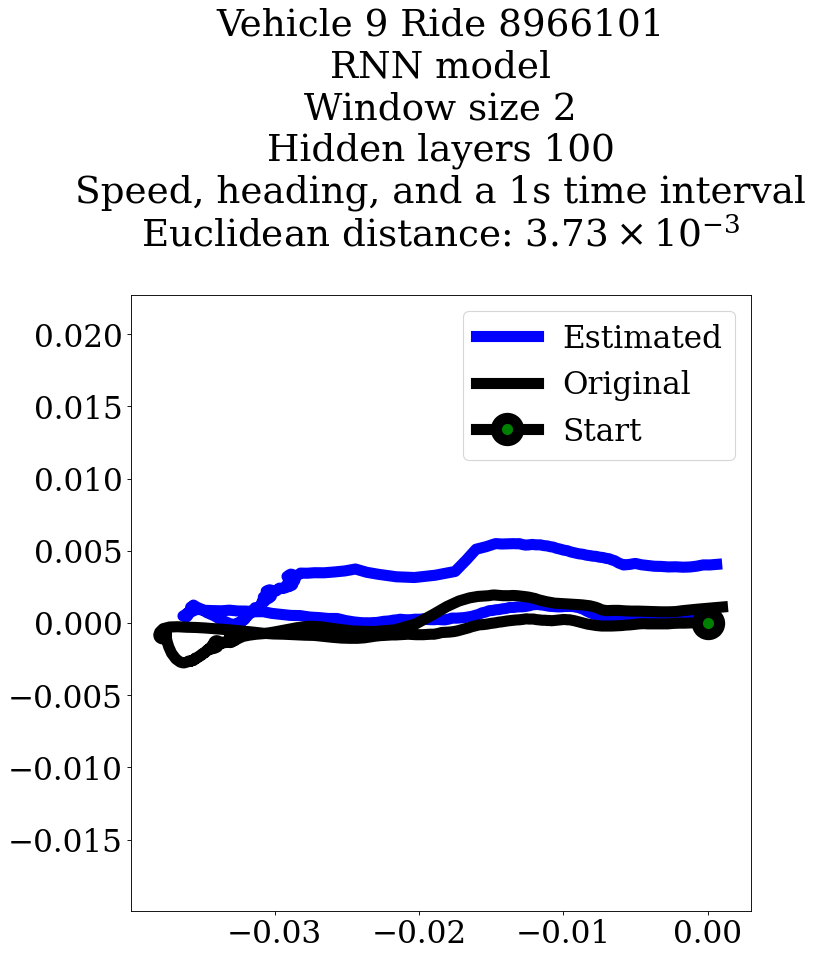 Vehicle 9 Ride 8966101
RNN model
Window size 2
Hidden layers 100
Speed, heading, and a 1s time interval
Euclidean distance: 3.73 × 10⁻³
Estimated
Original
Start
0.020
0.015
0.010
0.005
0.000
−0.005
−0.010
−0.015
−0.03
−0.02
−0.01
0.00